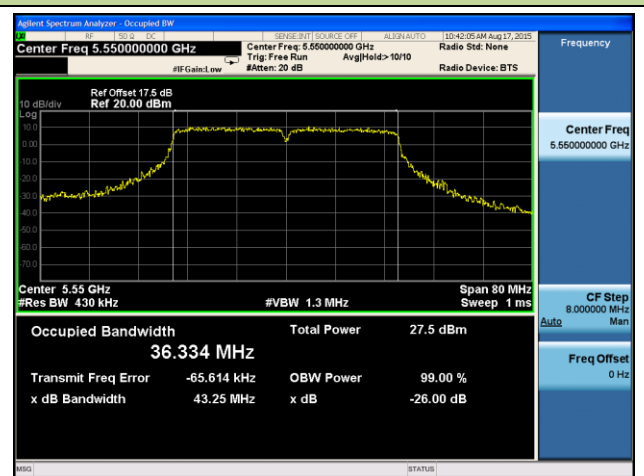 Agilent Spectrum Analyzer - Occupied BW
LXI RF 50 Ω DC SENSE:INT SOURCE OFF ALIGN AUTO 10:42:05 AM Aug 17, 2015
Center Freq 5.550000000 GHz
Center Freq: 5.550000000 GHz
Radio Std: None
Trig: Free Run Avg|Hold:>10/10
#IFGain:Low #Atten: 20 dB Radio Device: BTS
Ref Offset 17.5 dB
10 dB/div Ref 20.00 dBm
Log
10.0
0.00
-10.0
-20.0
-30.0
-40.0
-50.0
-60.0
-70.0
Center 5.55 GHz Span 80 MHz
#Res BW 430 kHz #VBW 1.3 MHz Sweep 1 ms
Occupied Bandwidth Total Power 27.5 dBm
36.334 MHz
Transmit Freq Error -65.614 kHz OBW Power 99.00 %
x dB Bandwidth 43.25 MHz x dB -26.00 dB
MSG STATUS
Frequency
Center Freq
5.550000000 GHz
CF Step
8.000000 MHz
Auto Man
Freq Offset
0 Hz